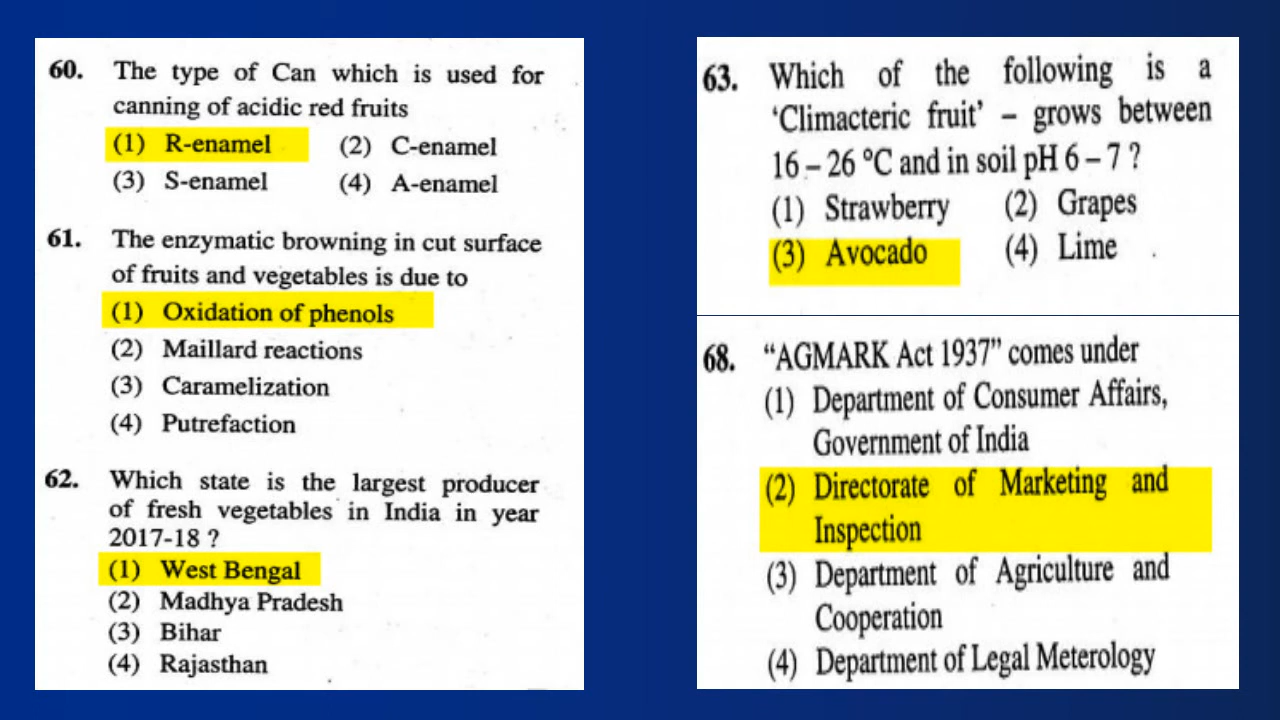 60. The type of Can which is used for
canning of acidic red fruits
(1) R-enamel (2) C-enamel
(3) S-enamel (4) A-enamel
61. The enzymatic browning in cut surface
of fruits and vegetables is due to
(1) Oxidation of phenols
(2) Maillard reactions
(3) Caramelization
(4) Putrefaction
62. Which state is the largest producer
of fresh vegetables in India in year
2017-18 ?
(1) West Bengal
(2) Madhya Pradesh
(3) Bihar
(4) Rajasthan
63. Which of the following is a
‘Climacteric fruit’ – grows between
16 – 26 ºC and in soil pH 6 – 7 ?
(1) Strawberry (2) Grapes
(3) Avocado (4) Lime
68. “AGMARK Act 1937” comes under
(1) Department of Consumer Affairs,
Government of India
(2) Directorate of Marketing and
Inspection
(3) Department of Agriculture and
Cooperation
(4) Department of Legal Meterology